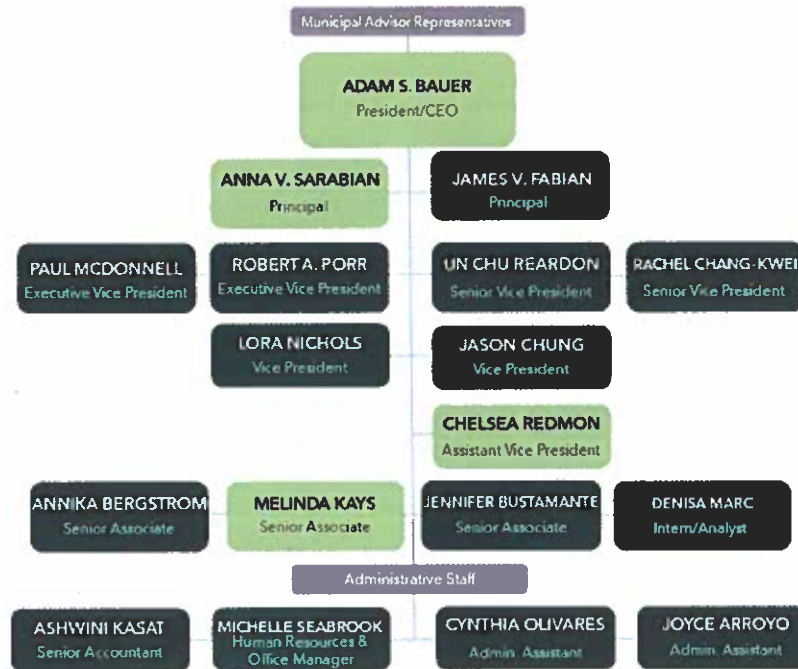 Municipal Advisor Representatives
ADAM S. BAUER
President/CEO
ANNA V. SARABIAN
Principal
JAMES V. FABIAN
Principal
PAUL MCDONNELL
Executive Vice President
ROBERT A. PORR
Executive Vice President
UN CHU REARDON
Senior Vice President
RACHEL CHANG-KWEI
Senior Vice President
LORA NICHOLS
Vice President
JASON CHUNG
Vice President
CHELSEA REDMON
Assistant Vice President
ANNIKA BERGSTROM
Senior Associate
MELINDA KAYS
Senior Associate
JENNIFER BUSTAMANTE
Senior Associate
DENISA MARC
Intern/Analyst
Administrative Staff
ASHWINI KASAT
Senior Accountant
MICHELLE SEABROOK
Human Resources &
Office Manager
CYNTHIA OLIVARES
Admin. Assistant
JOYCE ARROYO
Admin. Assistant